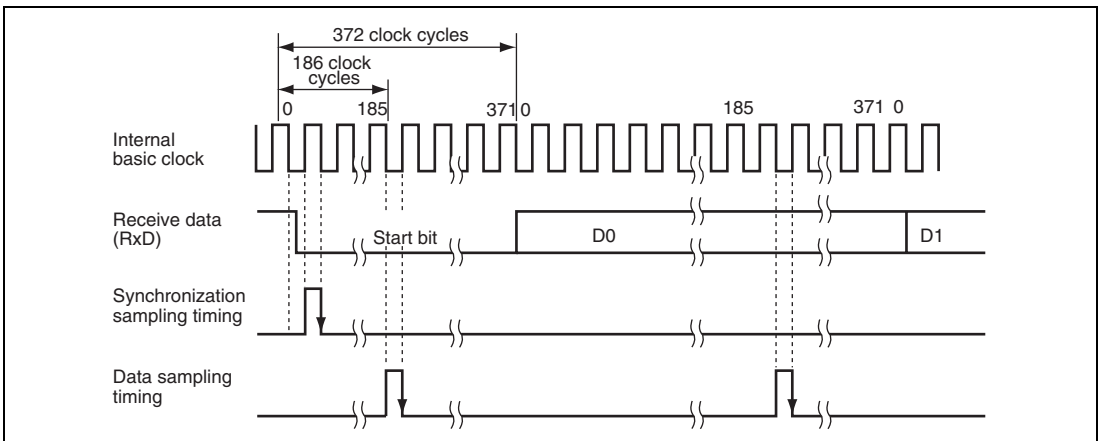 372 clock cycles
186 clock
cycles
0 185 371 0 185 371 0
Internal
basic clock
Receive data
(RxD)
Start bit D0 D1
Synchronization
sampling timing
Data sampling
timing